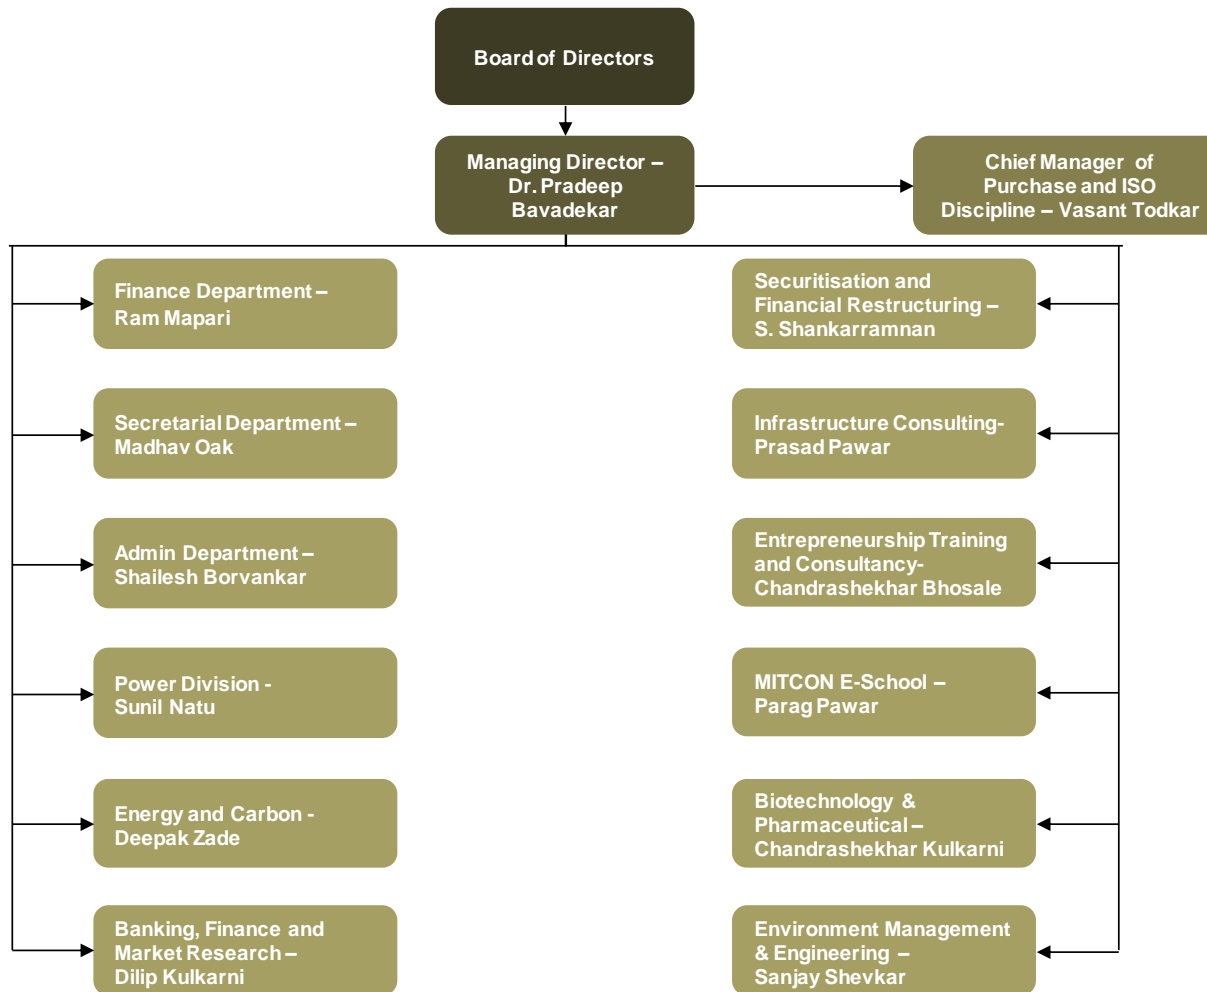 Board of Directors
Managing Director –
Dr. Pradeep
Bavadekar
Chief Manager of
Purchase and ISO
Discipline – Vasant Todkar
Finance Department –
Ram Mapari
Secretarial Department –
Madhav Oak
Admin Department –
Shailesh Borvankar
Power Division -
Sunil Natu
Energy and Carbon -
Deepak Zade
Banking, Finance and
Market Research –
Dilip Kulkarni
Securitisation and
Financial Restructuring –
S. Shankarramnan
Infrastructure Consulting-
Prasad Pawar
Entrepreneurship Training
and Consultancy-
Chandrashekhar Bhosale
MITCON E-School –
Parag Pawar
Biotechnology &
Pharmaceutical –
Chandrashekhar Kulkarni
Environment Management
& Engineering –
Sanjay Shevkar